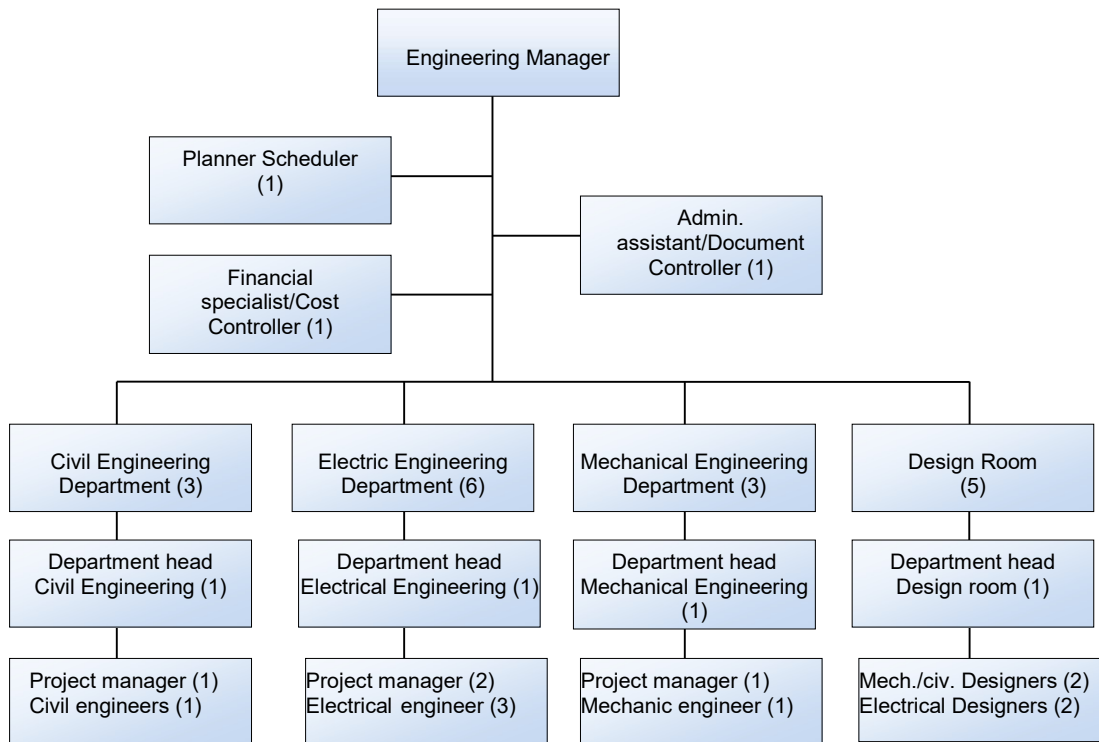 Engineering Manager
Planner Scheduler
(1)
Admin.
assistant/Document
Controller (1)
Financial
specialist/Cost
Controller (1)
Civil Engineering
Department (3)
Electric Engineering
Department (6)
Mechanical Engineering
Department (3)
Design Room
(5)
Department head
Civil Engineering (1)
Department head
Electrical Engineering (1)
Department head
Mechanical Engineering
(1)
Department head
Design room (1)
Project manager (1)
Civil engineers (1)
Project manager (2)
Electrical engineer (3)
Project manager (1)
Mechanic engineer (1)
Mech./civ. Designers (2)
Electrical Designers (2)